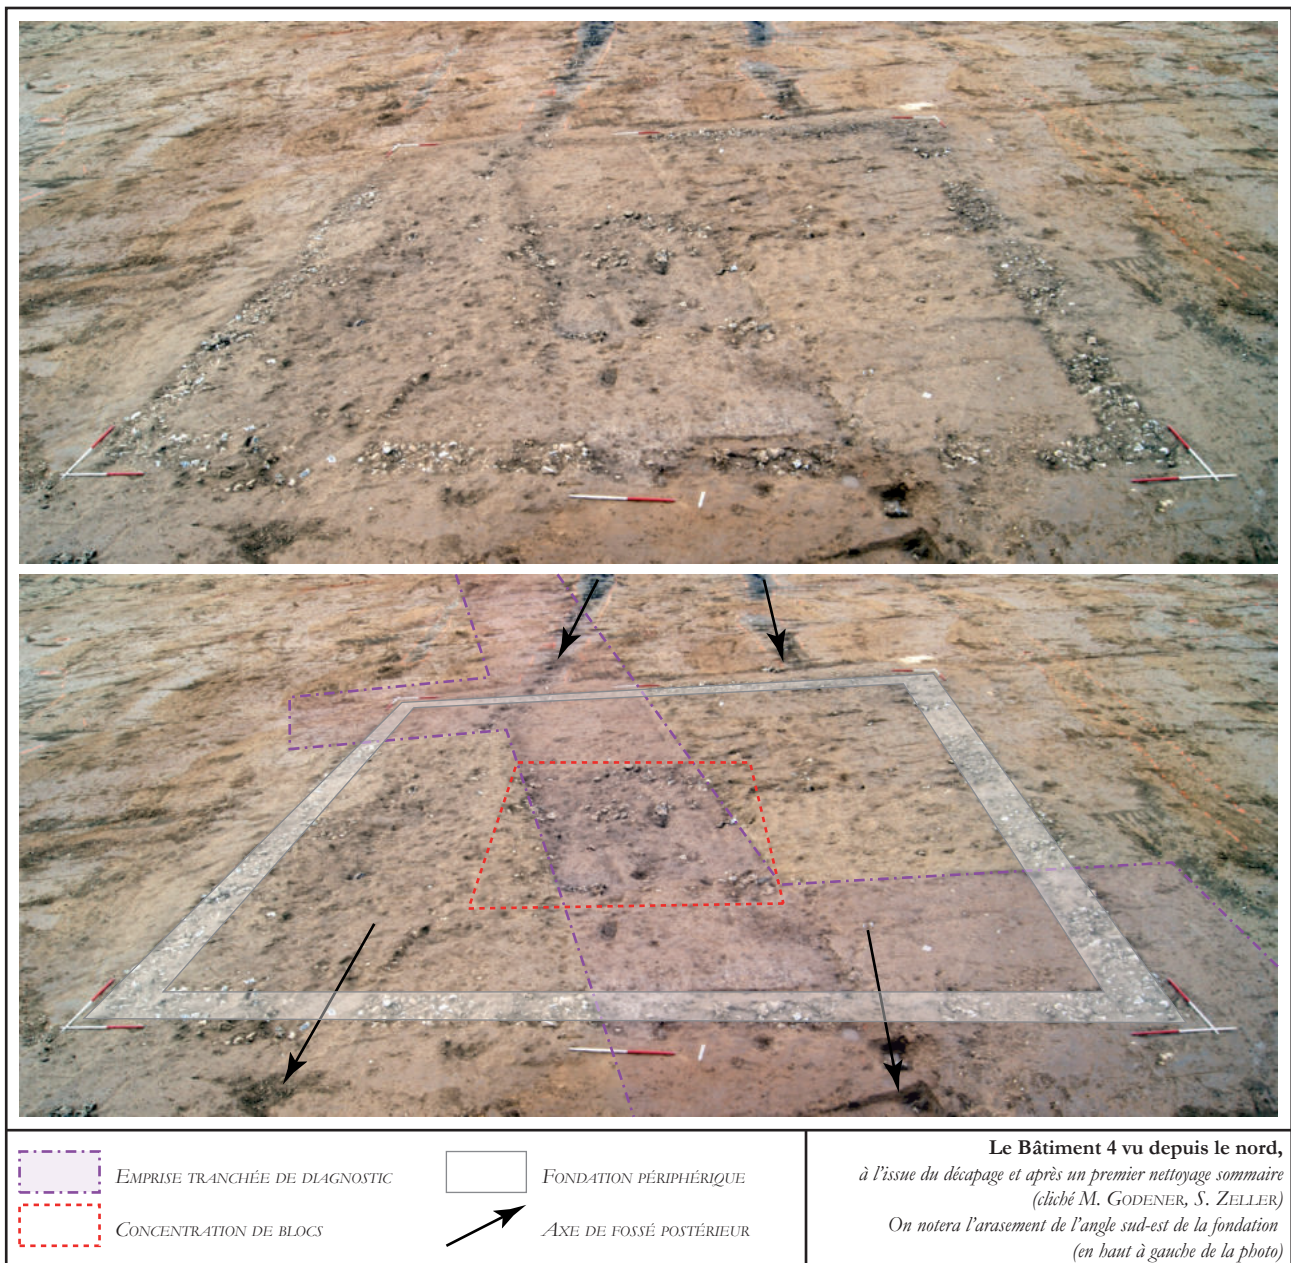 EMPRISE TRANCHÉE DE DIAGNOSTIC
CONCENTRATION DE BLOCS
FONDATION PÉRIPHÉRIQUE
AXE DE FOSSÉ POSTÉRIEUR
Le Bâtiment 4 vu depuis le nord,
à l'issue du décapage et après un premier nettoyage sommaire
(cliché M. GODENER, S. ZELLER)
On notera l'arasement de l'angle sud-est de la fondation
(en haut à gauche de la photo)